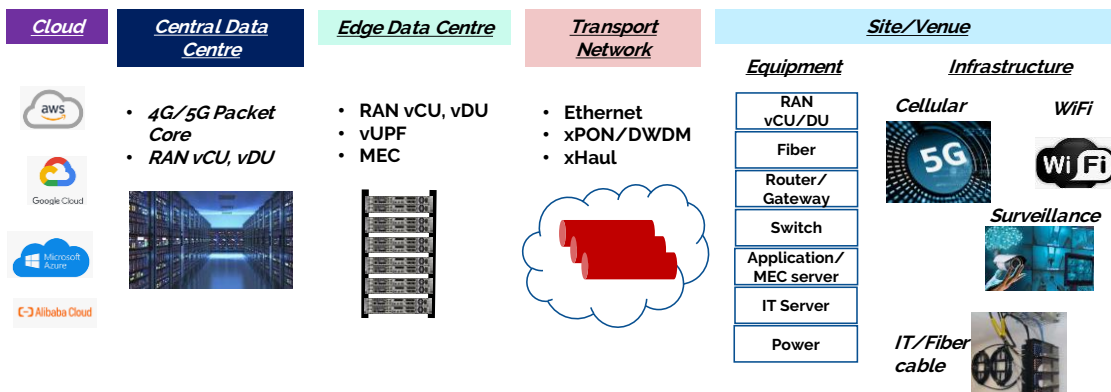 Cloud
aws
Google Cloud
Microsoft
Azure
Alibaba Cloud
Central Data
Centre
• 4G/5G Packet
Core
• RAN vCU, vDU
Edge Data Centre
• RAN vCU, vDU
• vUPF
• MEC
Transport
Network
• Ethernet
• xPON/DWDM
• xHaul
Site/Venue
Equipment
RAN
vCU/DU
Fiber
Router/
Gateway
Switch
Application/
MEC server
IT Server
Power
Infrastructure
Cellular
5G
WiFi
Wi Fi
Surveillance
IT/Fiber
cable